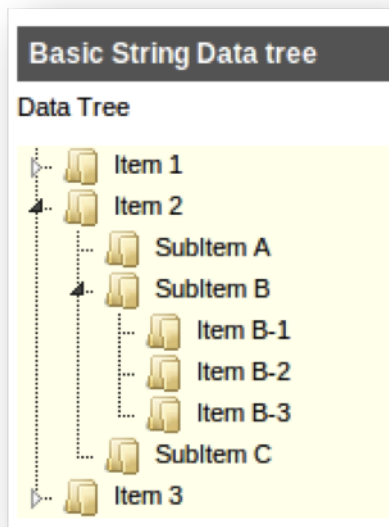 Basic String Data tree
Data Tree
Item 1
Item 2
SubItem A
SubItem B
Item B-1
Item B-2
Item B-3
SubItem C
Item 3